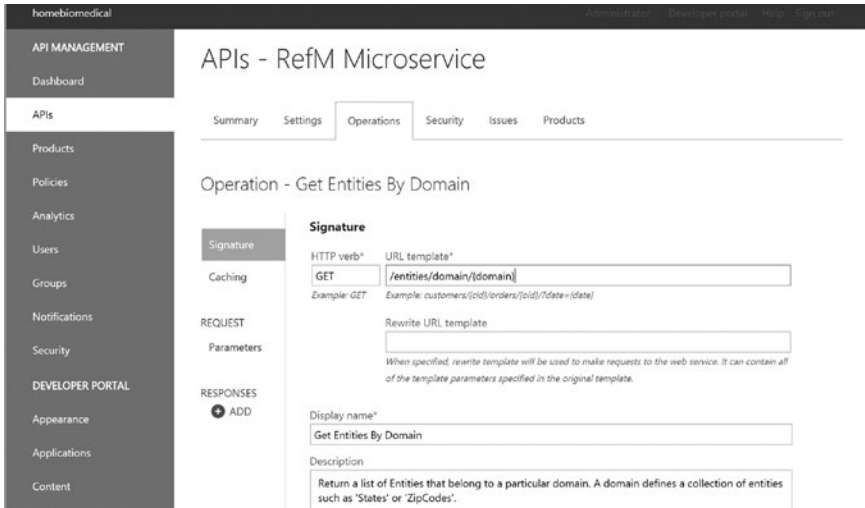 homebiomedical
Administrator Developer portal Help Sign out
API MANAGEMENT
Dashboard
APIs
Products
Policies
Analytics
Users
Groups
Notifications
Security
DEVELOPER PORTAL
Appearance
Applications
Content
APIs - RefM Microservice
Summary Settings Operations Security Issues Products
Operation - Get Entities By Domain
Signature
Caching
REQUEST
Parameters
RESPONSES
ADD
Signature
HTTP verb* URL template*
GET /entities/domain/{domain}
Example: GET Example: customers/{cid}/orders/{oid}/?date={date}
Rewrite URL template
When specified, rewrite template will be used to make requests to the web service. It can contain all
of the template parameters specified in the original template.
Display name*
Get Entities By Domain
Description
Return a list of Entities that belong to a particular domain. A domain defines a collection of entities
such as 'States' or 'ZipCodes'.